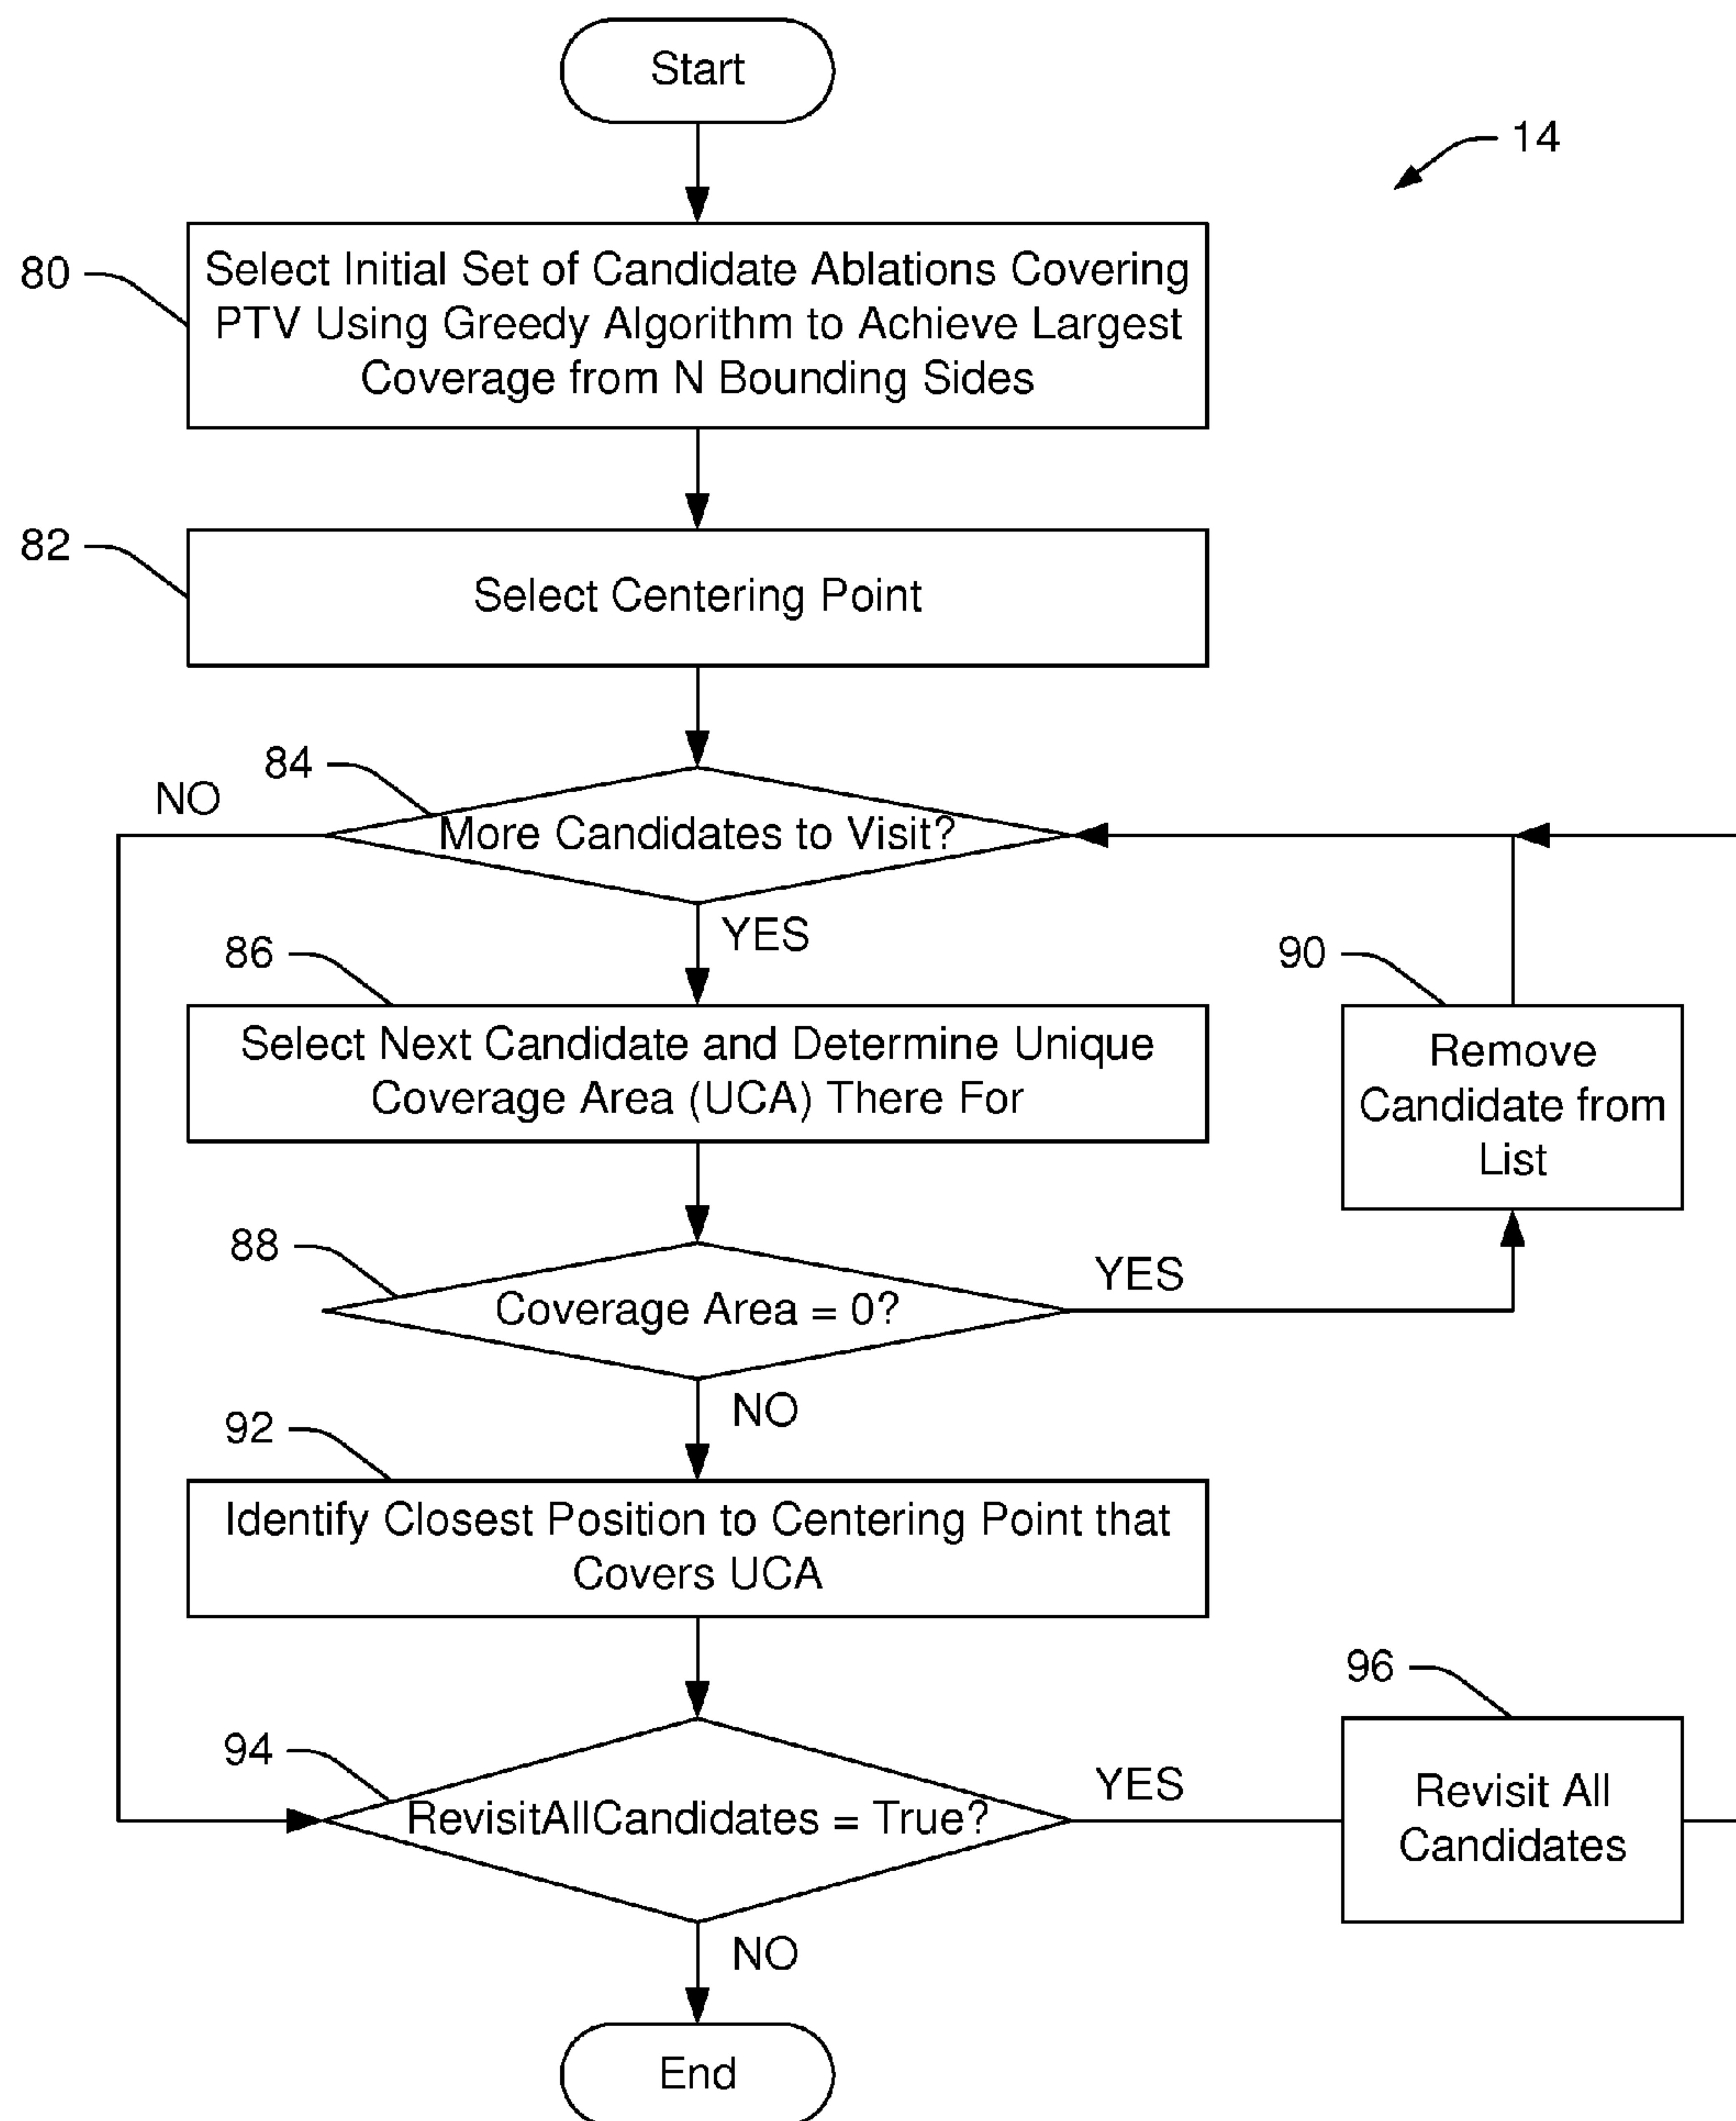 Start
14
80
Select Initial Set of Candidate Ablations Covering
PTV Using Greedy Algorithm to Achieve Largest
Coverage from N Bounding Sides
82
Select Centering Point
84
NO
More Candidates to Visit?
YES
86
90
Select Next Candidate and Determine Unique
Coverage Area (UCA) There For
Remove
Candidate from
List
88
YES
Coverage Area = 0?
NO
92
Identify Closest Position to Centering Point that
Covers UCA
96
94
YES
RevisitAllCandidates = True?
Revisit All
Candidates
NO
End